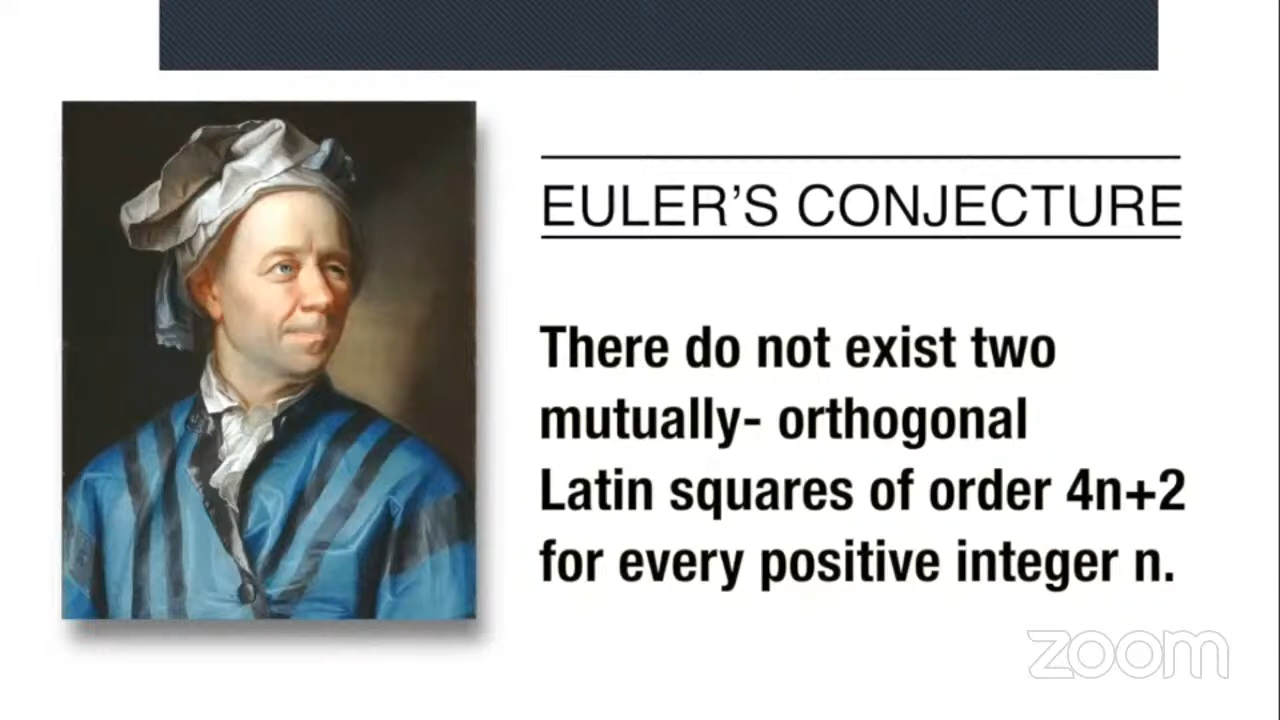 EULER’S CONJECTURE
There do not exist two
mutually- orthogonal
Latin squares of order 4n+2
for every positive integer n.
zoom